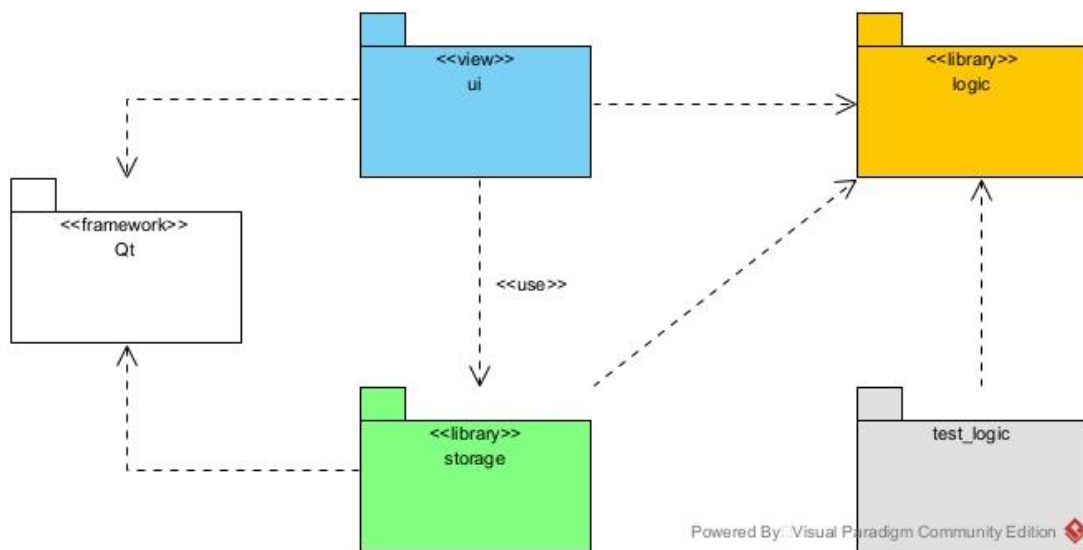 <<view>>
ui
<<library>>
logic
<<framework>>
Qt
<<use>>
<<library>>
storage
test_logic
Powered By Visual Paradigm Community Edition